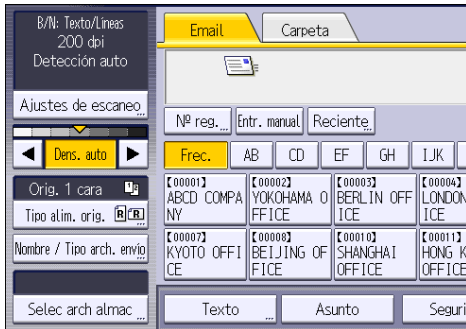 B/N: Texto/Líneas
200 dpi
Detección auto
Ajustes de escaneo
Dens. auto
Orig. 1 cara
Tipo alim. orig.
Nombre / Tipo arch. envío
Selec arch almac
Email
Carpeta
Nº reg.
Entr. manual
Reciente
Frec.
AB
CD
EF
GH
IJK
【00001】
ABCD COMPA
NY
【00002】
YOKOHAMA O
FFICE
【00003】
BERLIN OFF
ICE
【00004】
LONDON
ICE
【00007】
KYOTO OFFI
CE
【00008】
BEIJING OF
FICE
【00010】
SHANGHAI
OFFICE
【00011】
HONG K
OFFICE
Texto
Asunto
Seguri